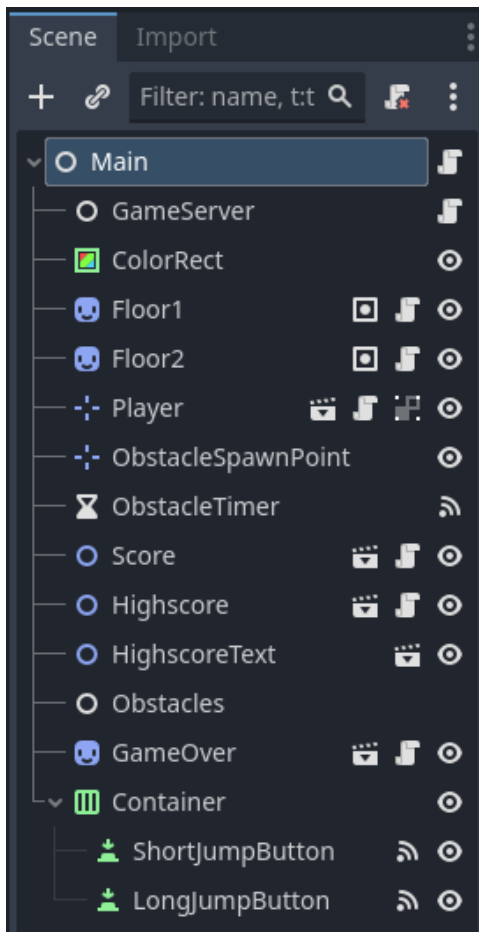 Scene Import
Filter: name, t:t
Main
GameServer
ColorRect
Floor1
Floor2
Player
ObstacleSpawnPoint
ObstacleTimer
Score
Highscore
HighscoreText
Obstacles
GameOver
Container
ShortJumpButton
LongJumpButton